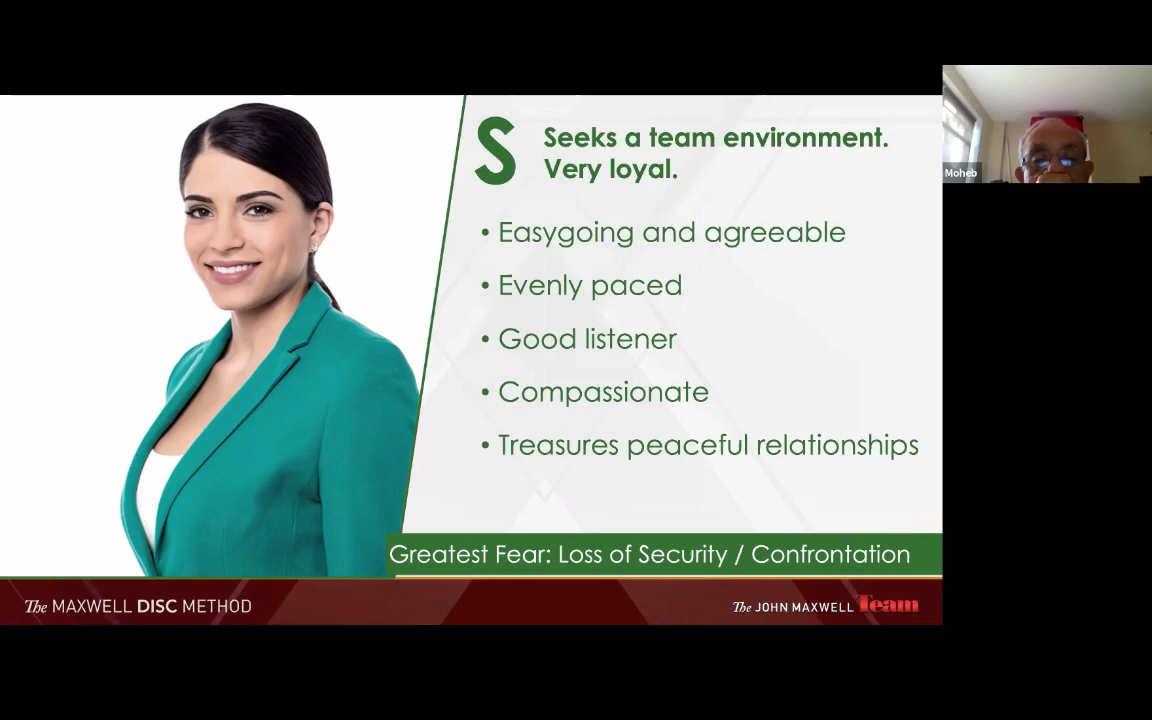 S
Seeks a team environment.
Very loyal.
• Easygoing and agreeable
• Evenly paced
• Good listener
• Compassionate
• Treasures peaceful relationships
Greatest Fear: Loss of Security / Confrontation
The MAXWELL DISC METHOD
The JOHN MAXWELL Team
Moheb